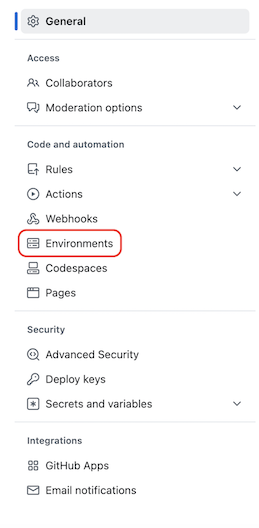 General
Access
Collaborators
Moderation options
Code and automation
Rules
Actions
Webhooks
Environments
Codespaces
Pages
Security
Advanced Security
Deploy keys
Secrets and variables
Integrations
GitHub Apps
Email notifications